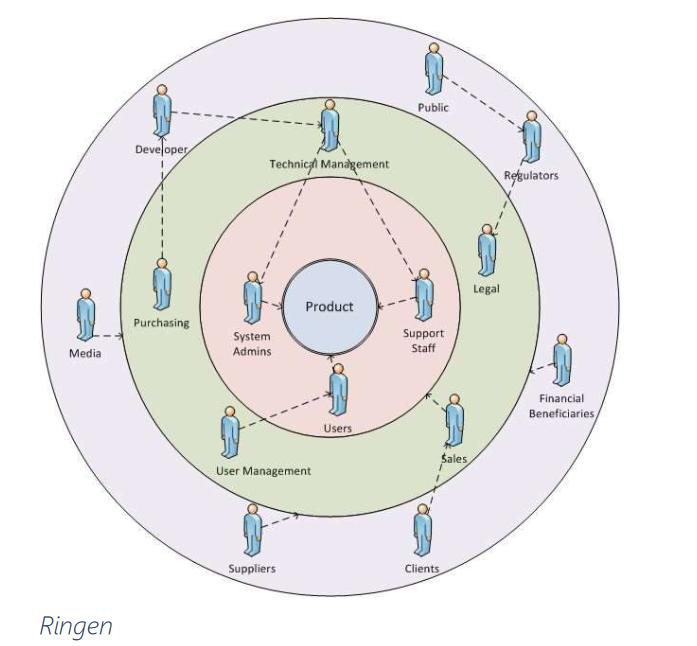 Public
Developer
Technical Management
Regulators
Legal
Product
Purchasing
System
Admins
Support
Staff
Media
Financial
Beneficiaries
Users
Sales
User Management
Suppliers
Clients
Ringen